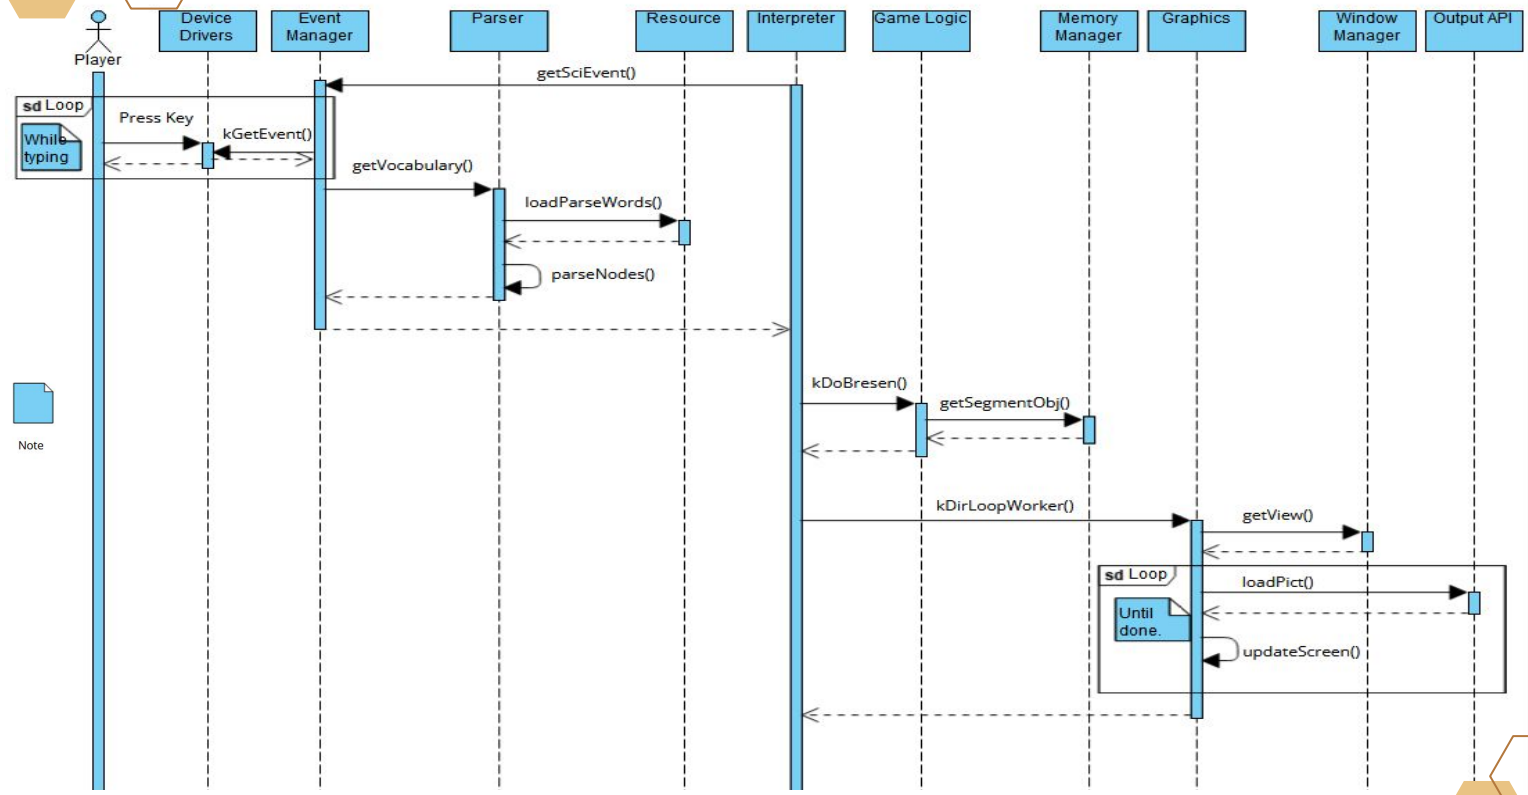 Device
Drivers
Event
Manager
Parser
Resource
Interpreter
Game Logic
Memory
Manager
Graphics
Window
Manager
Output API
Player
getSciEvent()
sd Loop
Press Key
While
typing
kGetEvent()
getVocabulary()
loadParseWords()
parseNodes()
kDoBresen()
getSegmentObj()
Note
kDirLoopWorker()
getView()
sd Loop
loadPict()
Until
done.
updateScreen()